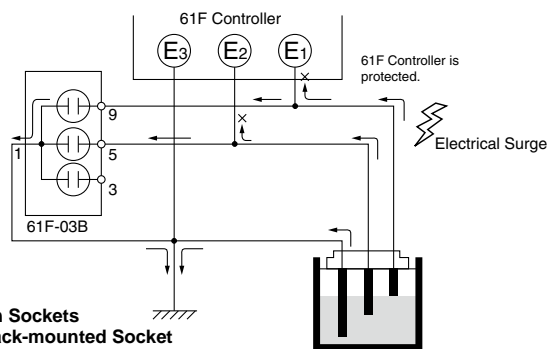 61F Controller
E3 E2 E1
61F Controller is
protected.
9
Electrical Surge
1
5
3
61F-03B
n Sockets
ack-mounted Socket